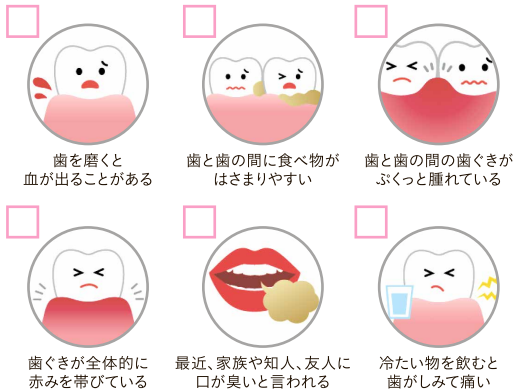 歯を磨くと
血が出ることがある
歯と歯の間に食べ物が
はさまりやすい
歯と歯の間の歯ぐきが
ぷくっと腫れている
歯ぐきが全体的に
赤みを帯びている
最近、家族や知人、友人に
口が臭いと言われる
冷たい物を飲むと
歯がしみて痛い